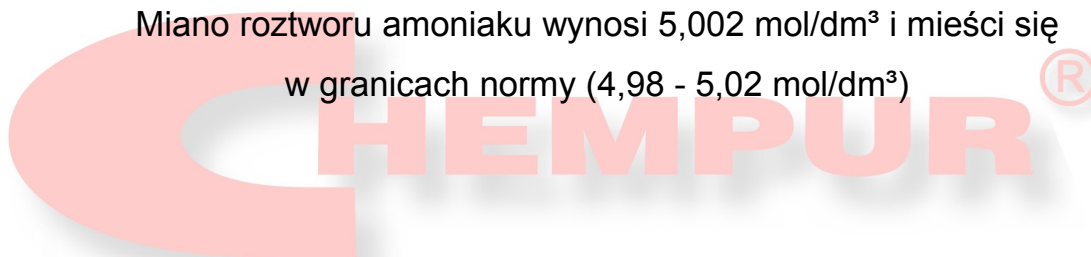 Miano roztworu amoniaku wynosi 5,002 mol/dm³ i mieści się
w granicach normy (4,98 - 5,02 mol/dm³)
CHEMPUR®